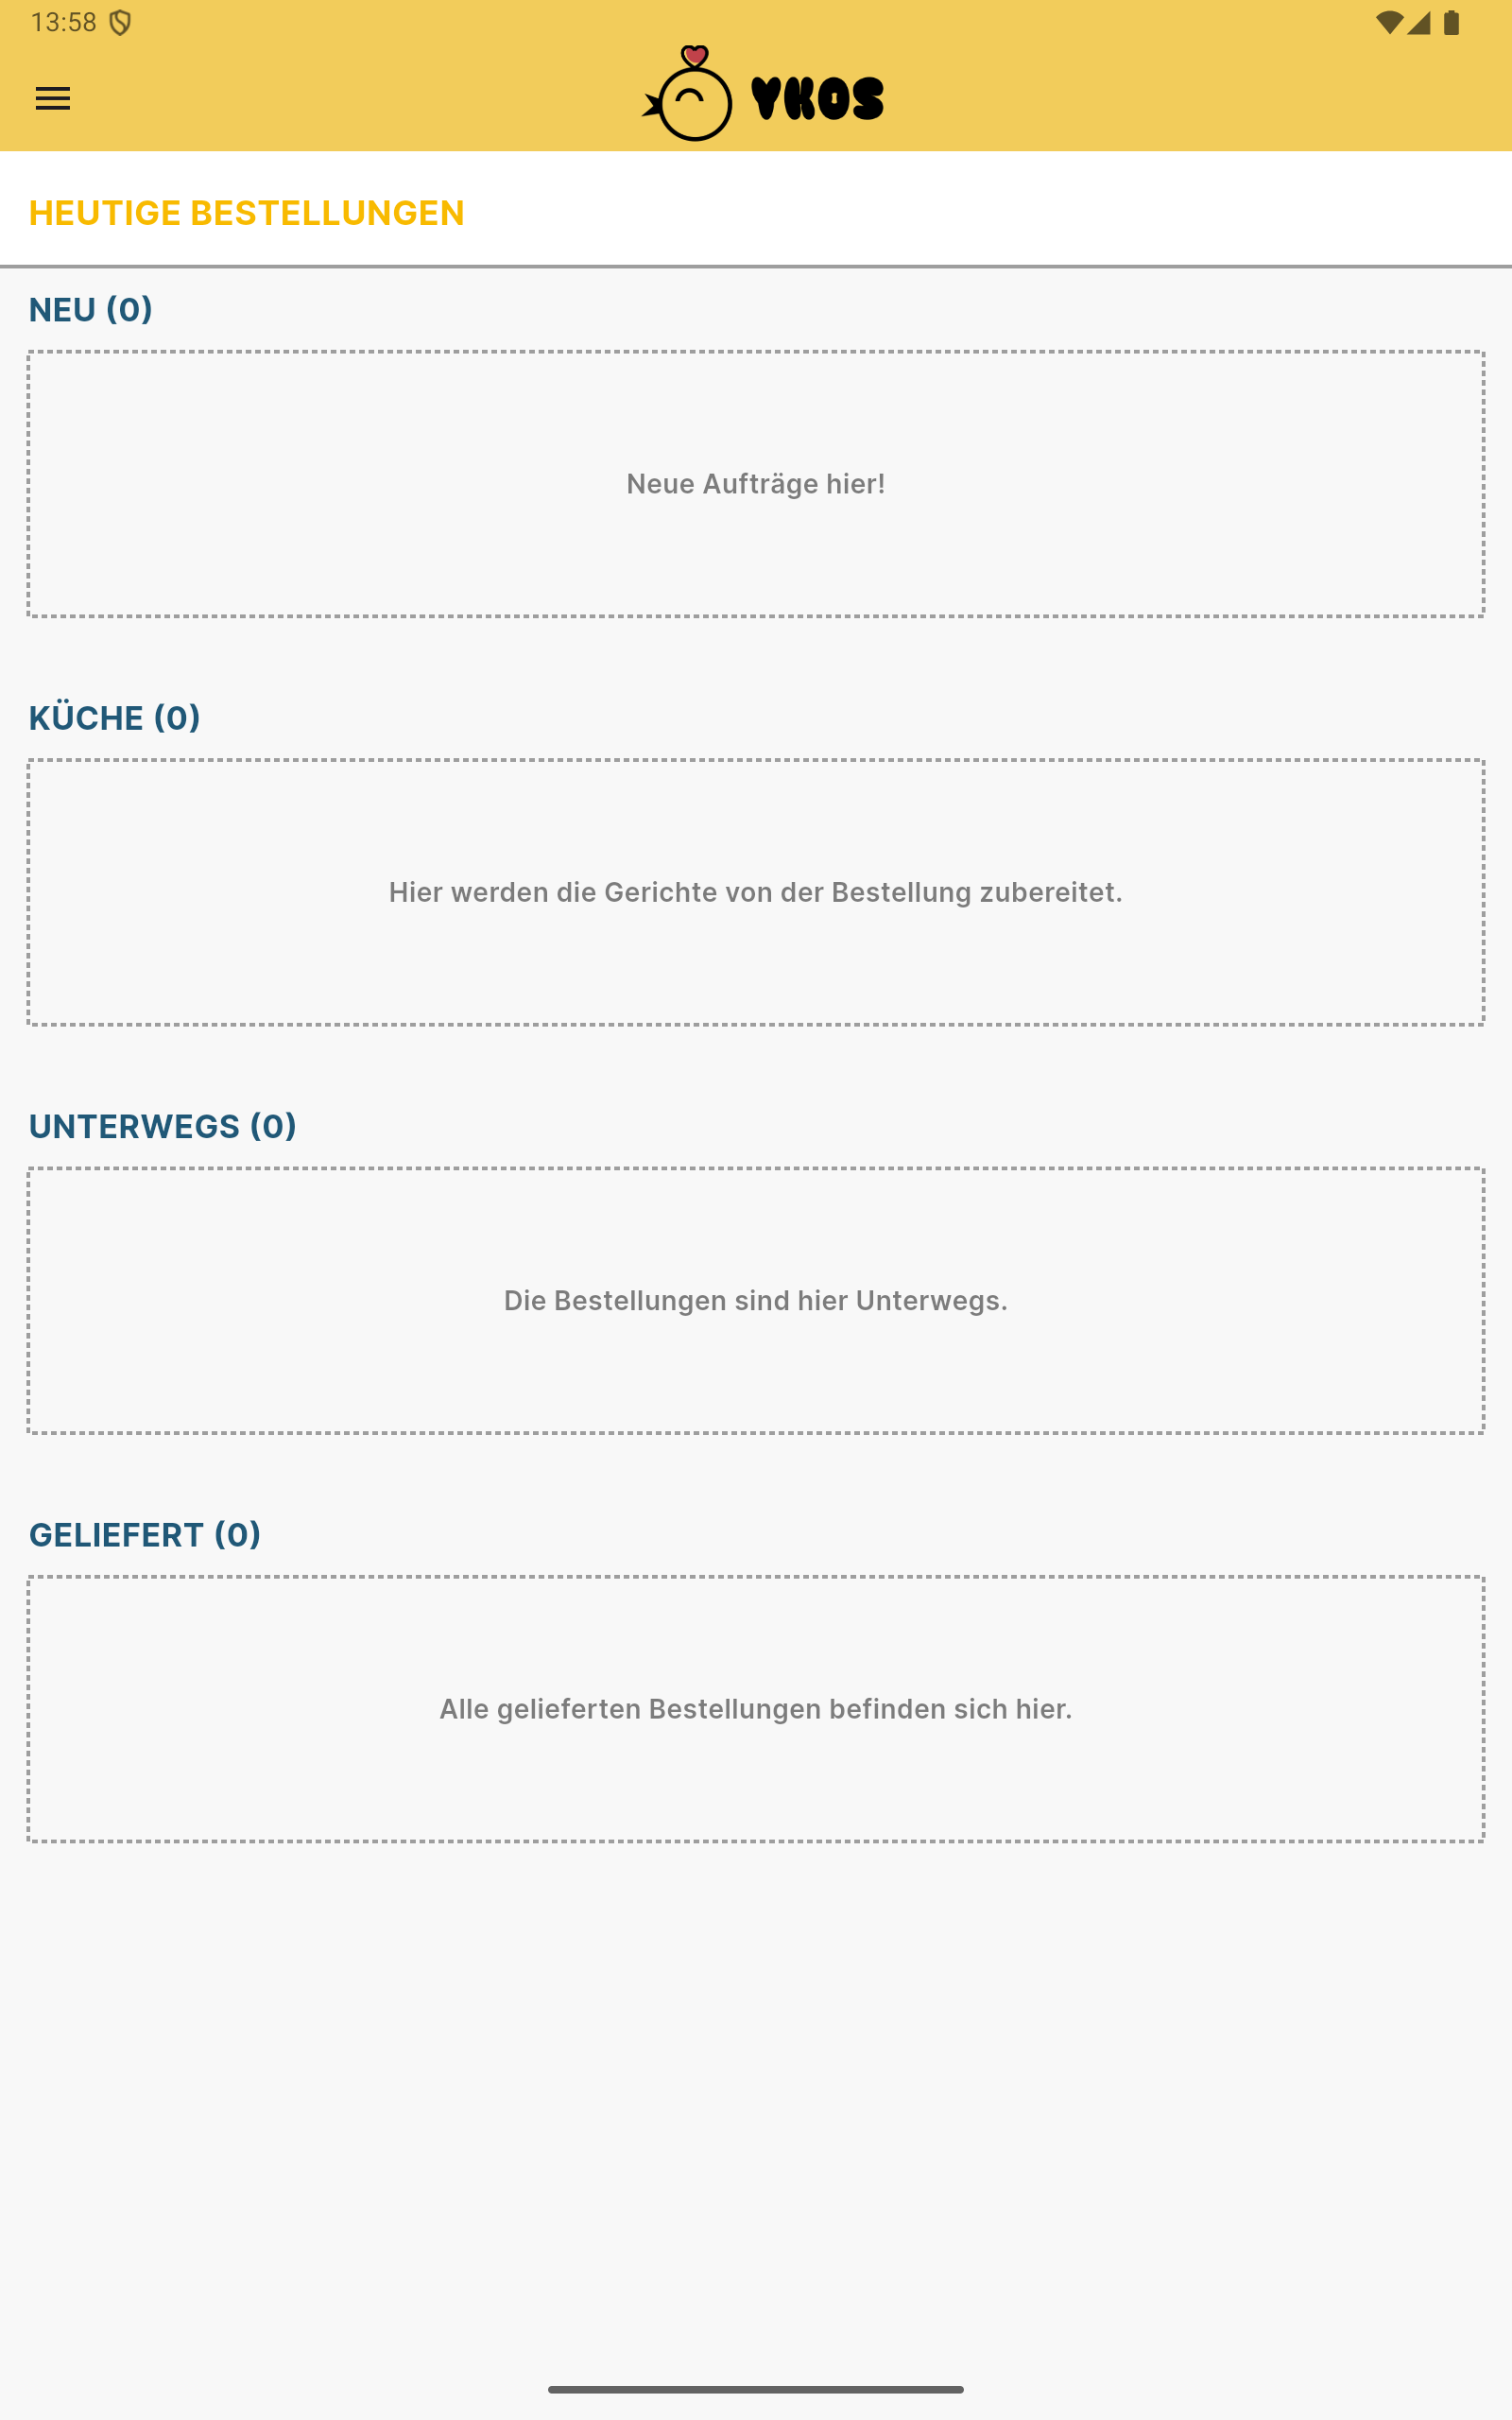 13:58
YKOS
HEUTIGE BESTELLUNGEN
NEU (0)
Neue Aufträge hier!
KÜCHE (0)
Hier werden die Gerichte von der Bestellung zubereitet.
UNTERWEGS (0)
Die Bestellungen sind hier Unterwegs.
GELIEFERT (0)
Alle gelieferten Bestellungen befinden sich hier.